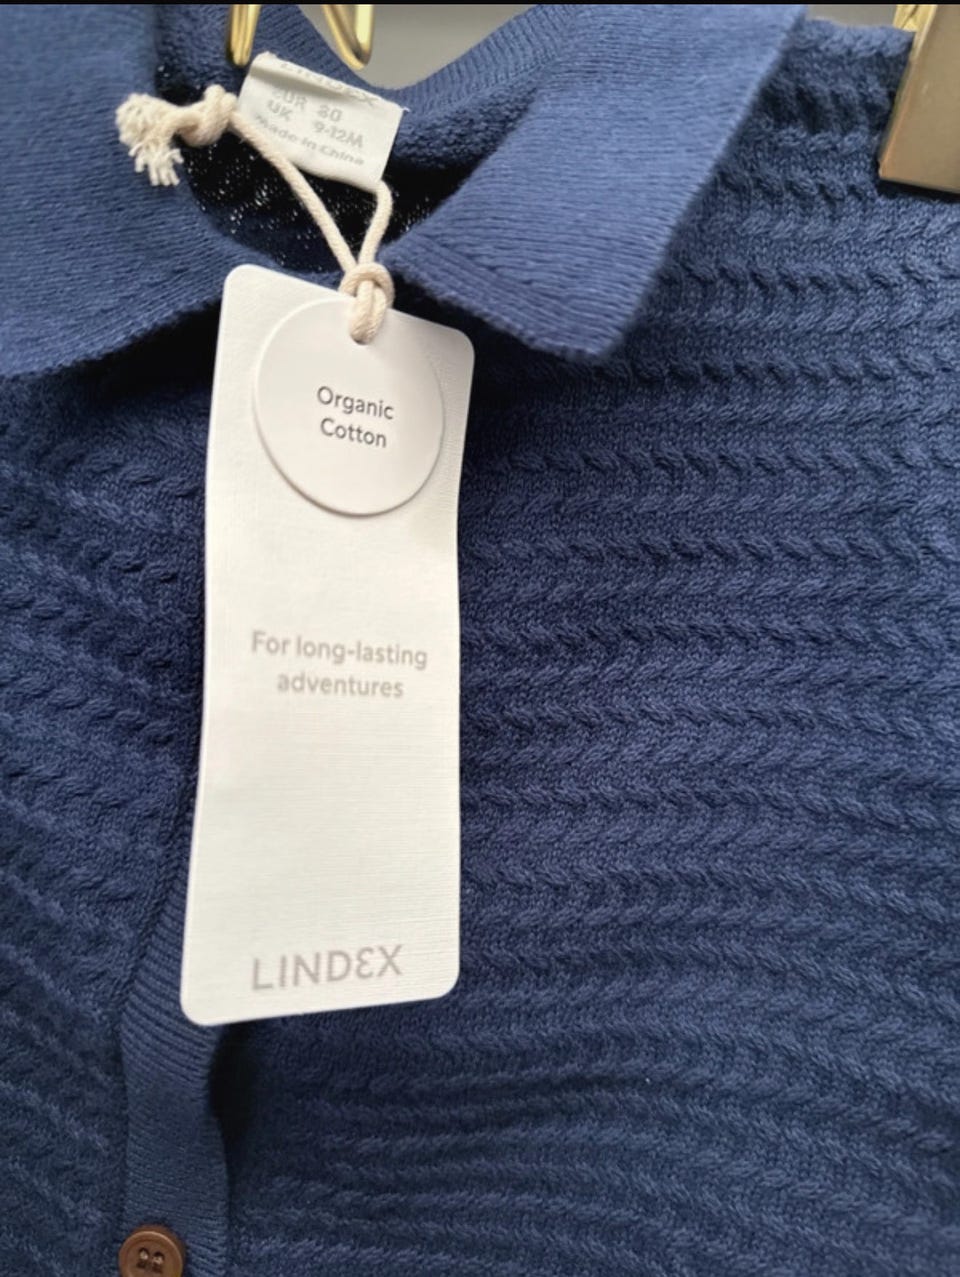 LINDEX
EUR 80
UK 9-12M
Made in China
Organic
Cotton
For long-lasting
adventures
LINDEX